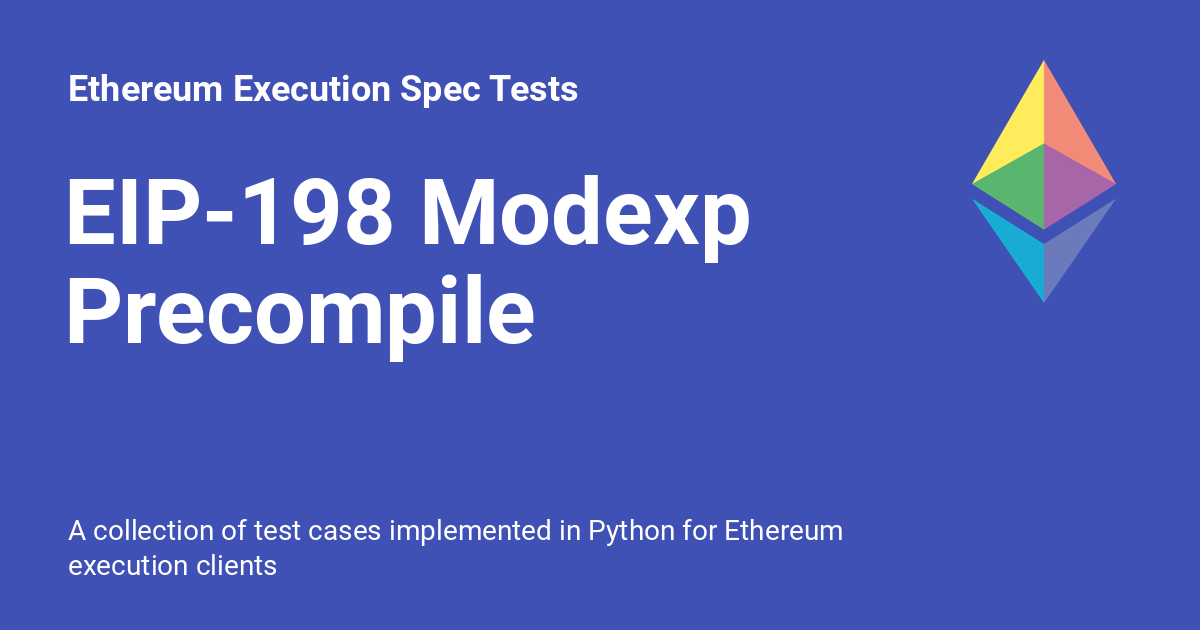 Ethereum Execution Spec Tests
EIP-198 Modexp
Precompile
A collection of test cases implemented in Python for Ethereum
execution clients